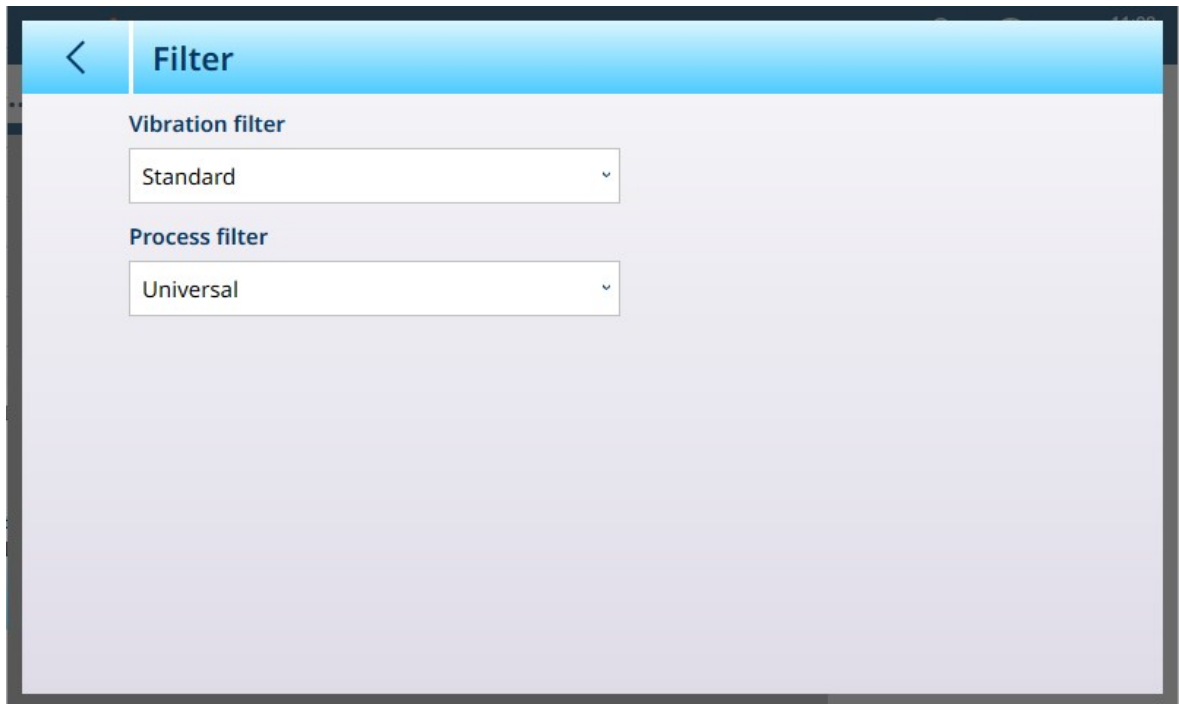 Filter
Vibration filter
Standard
Process filter
Universal